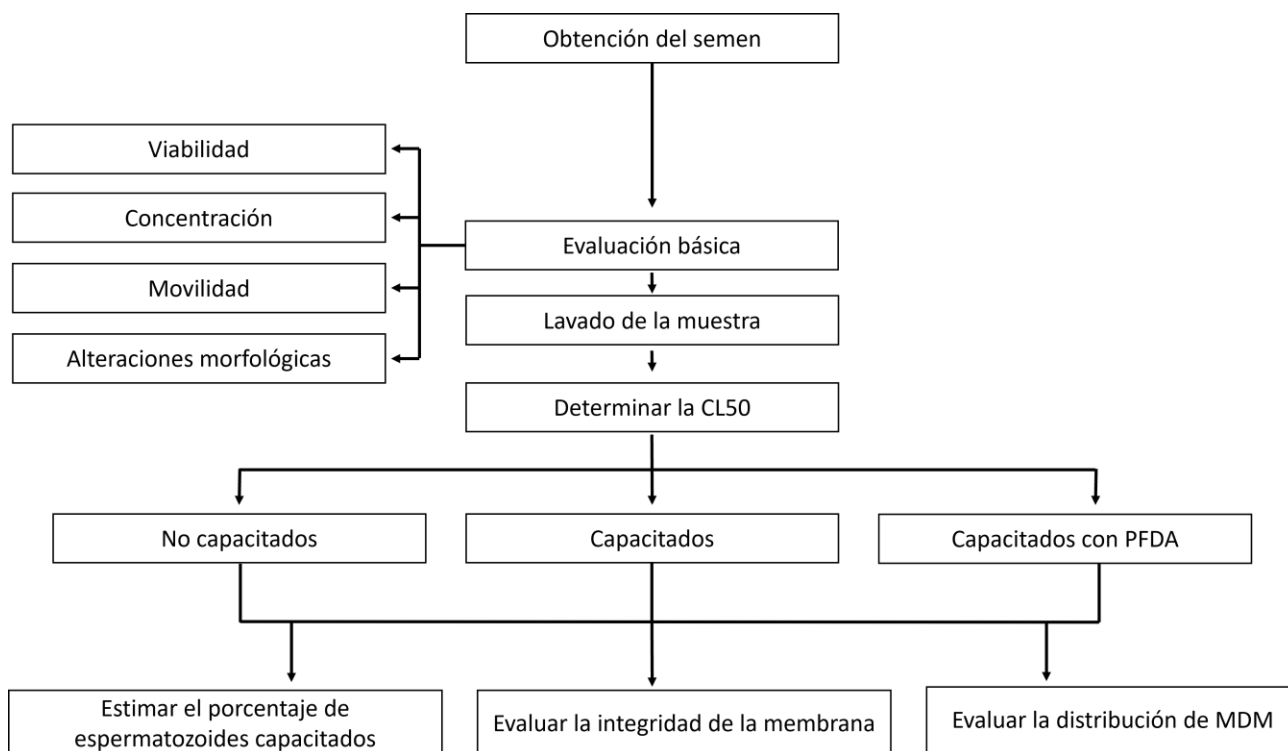 Obtención del semen
Viabilidad
Concentración
Evaluación básica
Movilidad
Lavado de la muestra
Alteraciones morfológicas
Determinar la CL50
No capacitados
Capacitados
Capacitados con PFDA
Estimar el porcentaje de
espermatozoides capacitados
Evaluar la integridad de la membrana
Evaluar la distribución de MDM